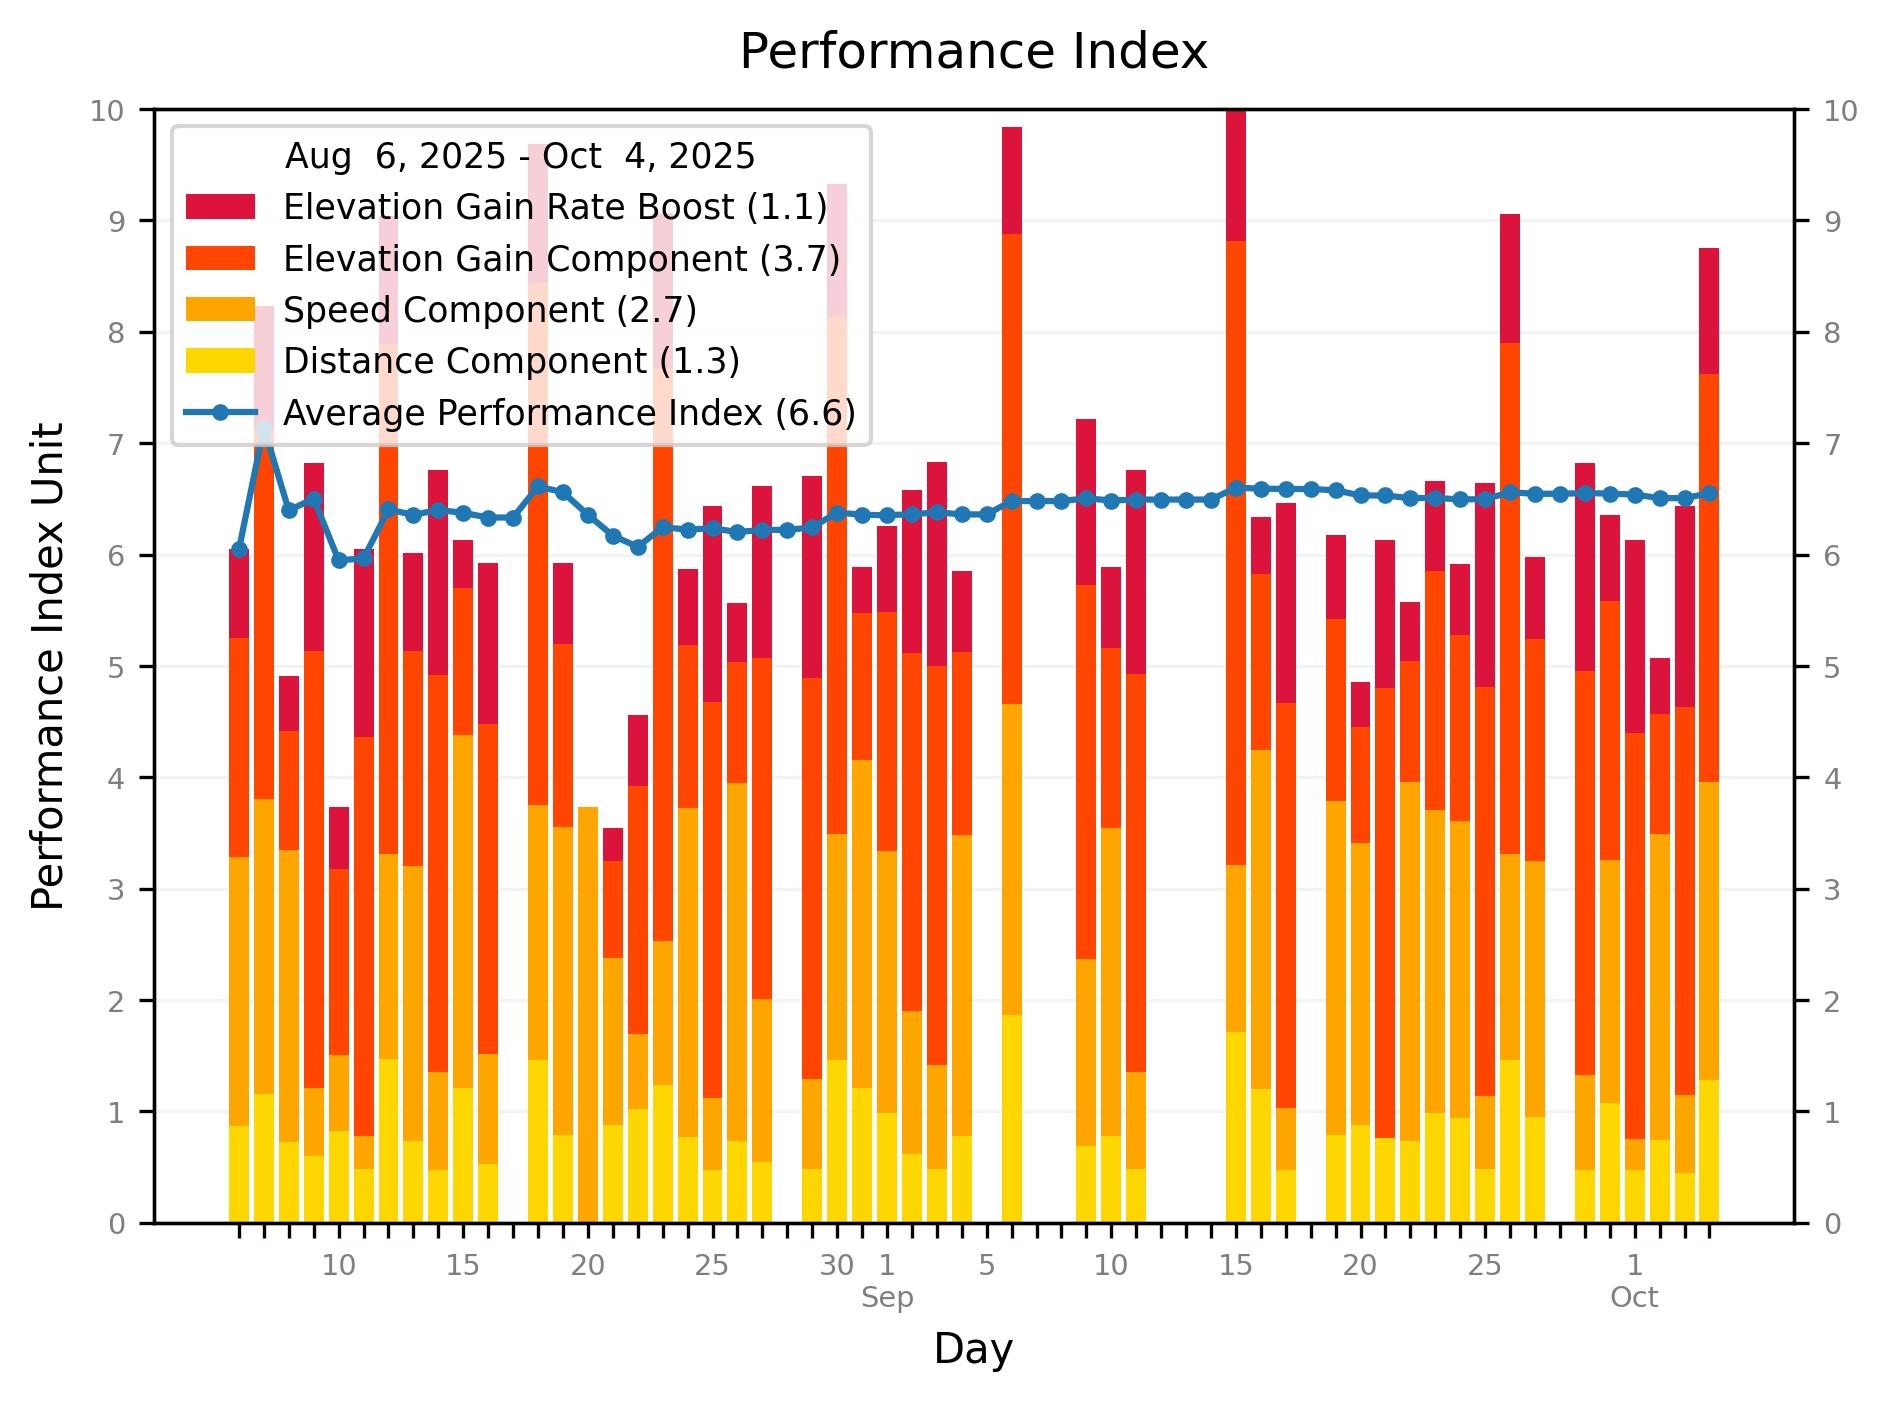 Performance Index
Aug  6, 2025 - Oct  4, 2025
Elevation Gain Rate Boost (1.1)
Elevation Gain Component (3.7)
Speed Component (2.7)
Distance Component (1.3)
Average Performance Index (6.6)
Performance Index Unit
10 10
9 9
8 8
7 7
6 6
5 5
4 4
3 3
2 2
1 1
0 0
10 15 20 25 30 1 5 10 15 20 25 1
Sep Oct
Day